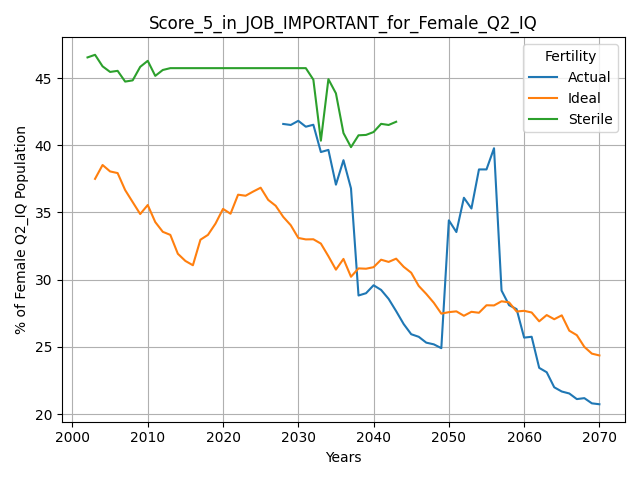 Score_5_in_JOB_IMPORTANT_for_Female_Q2_IQ
Fertility
Actual
Ideal
Sterile
% of Female Q2_IQ Population
45
40
35
30
25
20
2000 2010 2020 2030 2040 2050 2060 2070
Years